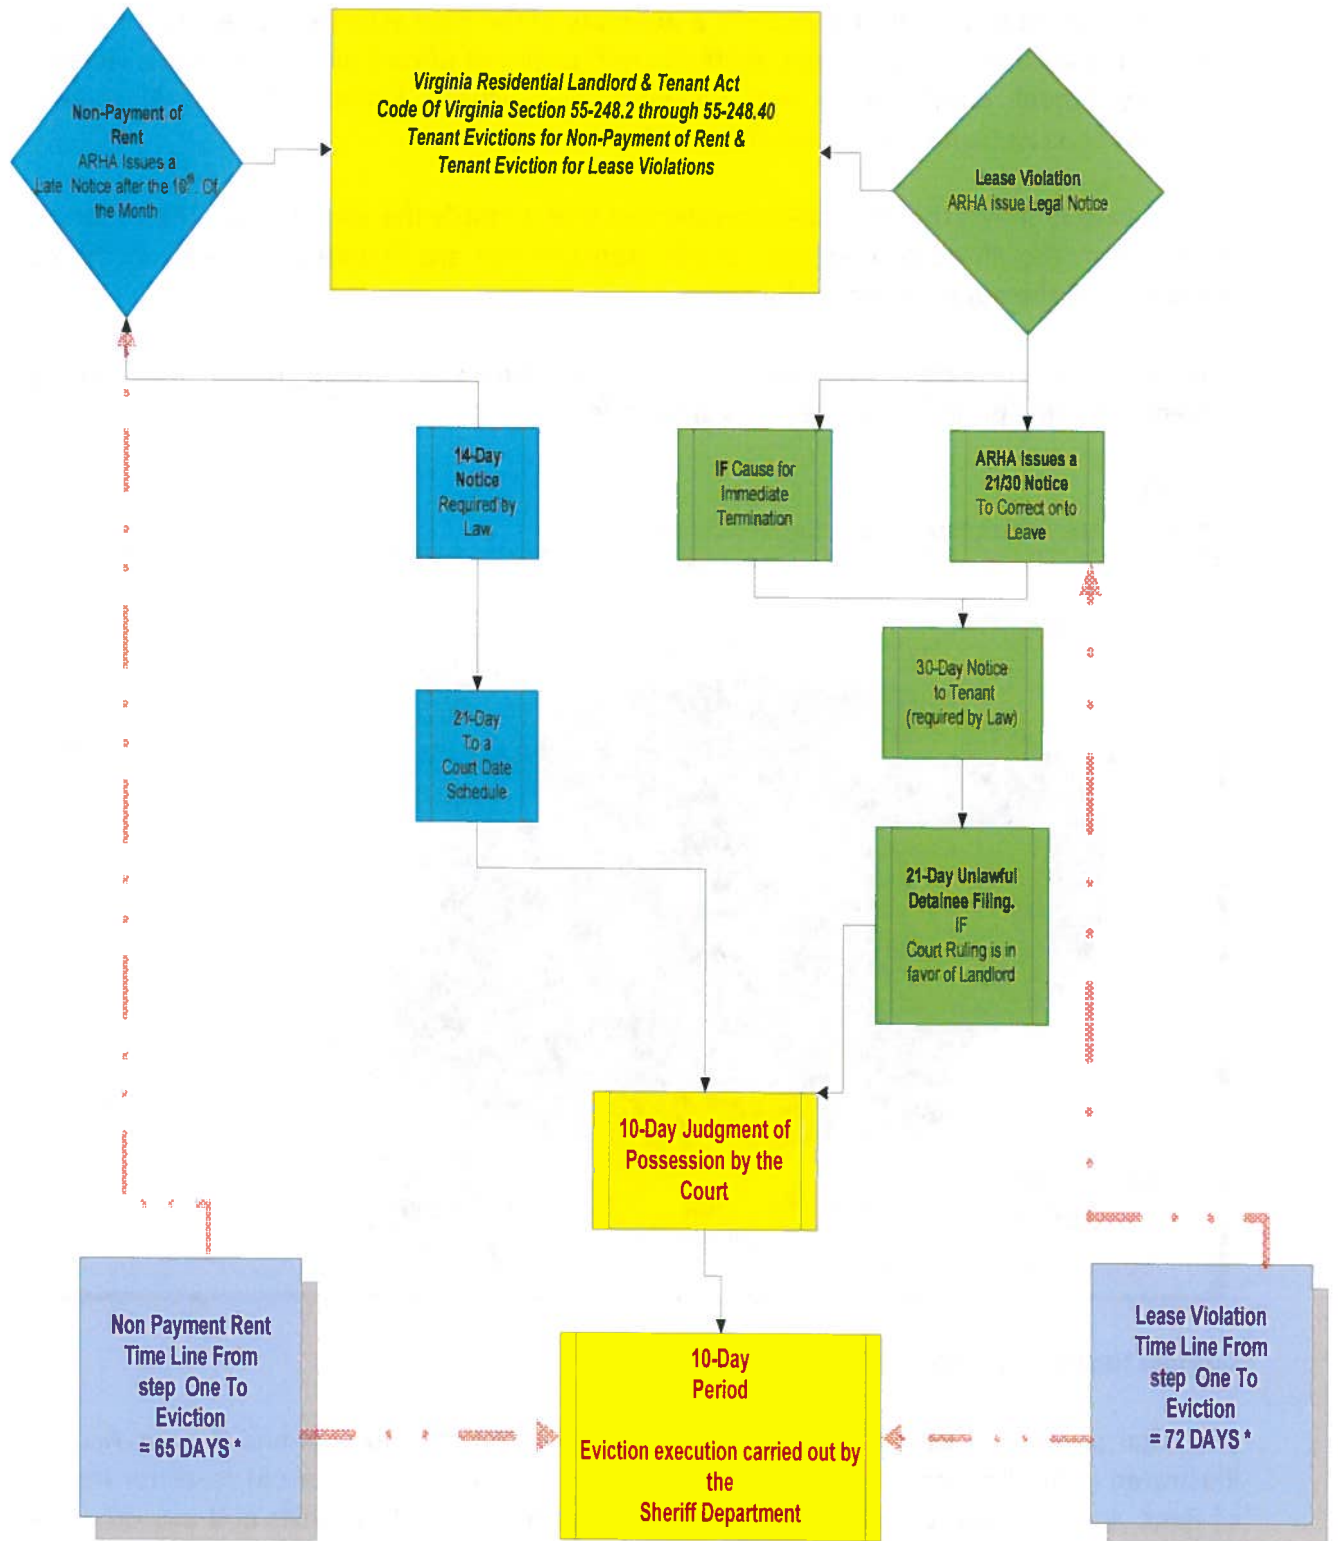 Virginia Residential Landlord & Tenant Act
Code Of Virginia Section 55-248.2 through 55-248.40
Tenant Evictions for Non-Payment of Rent &
Tenant Eviction for Lease Violations
Non-Payment of
Rent
ARHA Issues a
Late Notice after the 10th. Of
the Month
Lease Violation
ARHA issue Legal Notice
14-Day
Notice
Required by
Law
IF Cause for
Immediate
Termination
ARHA Issues a
21/30 Notice
To Correct or to
Leave
30-Day Notice
to Tenant
(required by Law)
21-Day
To a
Court Date
Schedule
21-Day Unlawful
Detainee Filing.
IF
Court Ruling is in
favor of Landlord
10-Day Judgment of
Possession by the
Court
Non Payment Rent
Time Line From
step One To
Eviction
= 65 DAYS *
10-Day
Period
Eviction execution carried out by
the
Sheriff Department
Lease Violation
Time Line From
step One To
Eviction
= 72 DAYS *